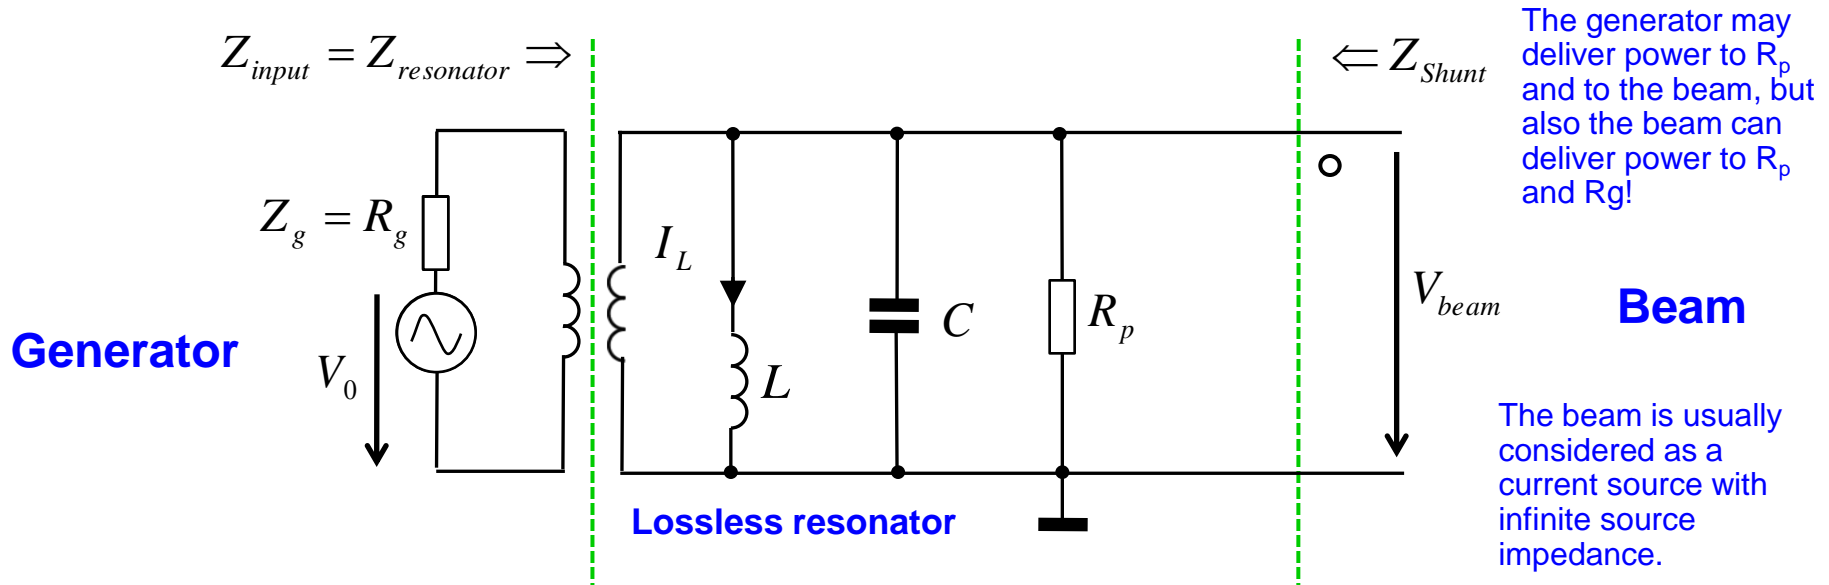 Z_input = Z_resonator ⇒
⇐ Z_Shunt
The generator may
deliver power to R_p
and to the beam, but
also the beam can
deliver power to R_p
and Rg!
Z_g = R_g
I_L
V_0
L
C
R_p
V_beam
Generator
Beam
Lossless resonator
The beam is usually
considered as a
current source with
infinite source
impedance.